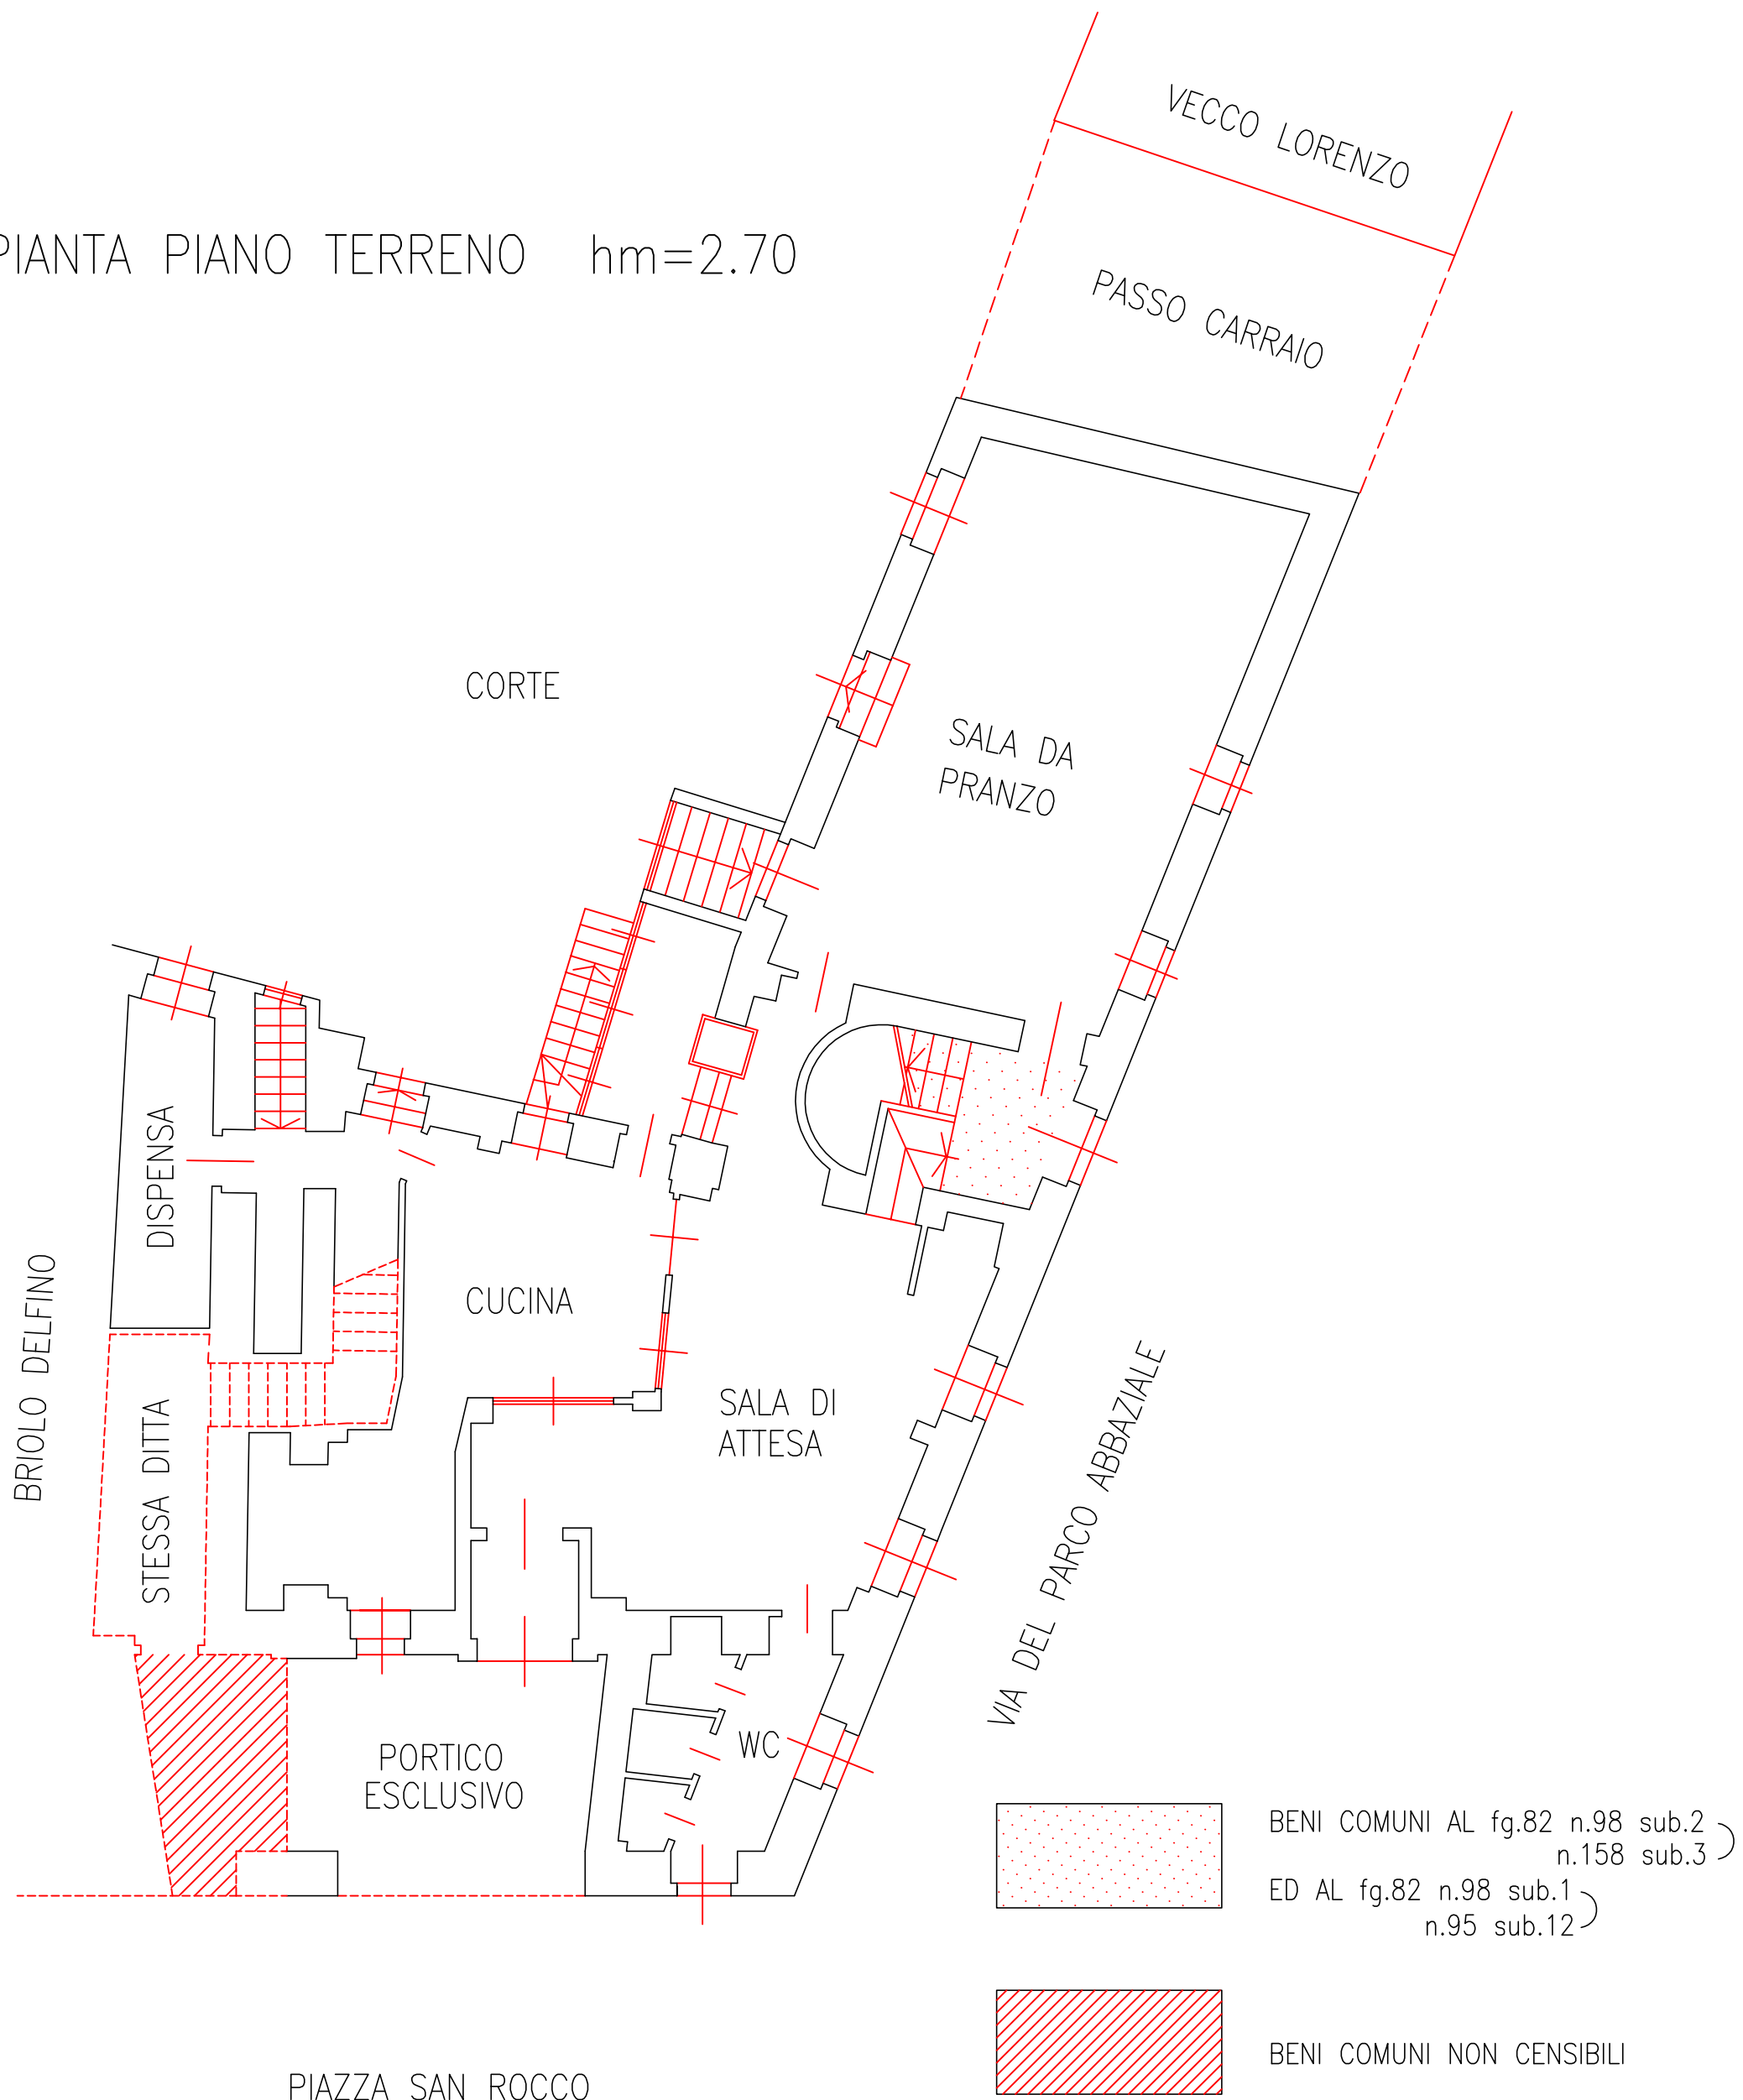 VECCO LORENZO
PIANTA PIANO TERRENO hm=2.70
PASSO CARRAIO
CORTE
SALA DA
PRANZO
DISPENSA
BRIOLO DELFINO
CUCINA
SALA DI
ATTESA
STESSA DITTA
VIA DEL PARCO ABBAZIALE
WC
PORTICO
ESCLUSIVO
BENI COMUNI AL fg.82 n.98 sub.2
n.158 sub.3
ED AL fg.82 n.98 sub.1
n.95 sub.12
BENI COMUNI NON CENSIBILI
PIAZZA SAN ROCCO